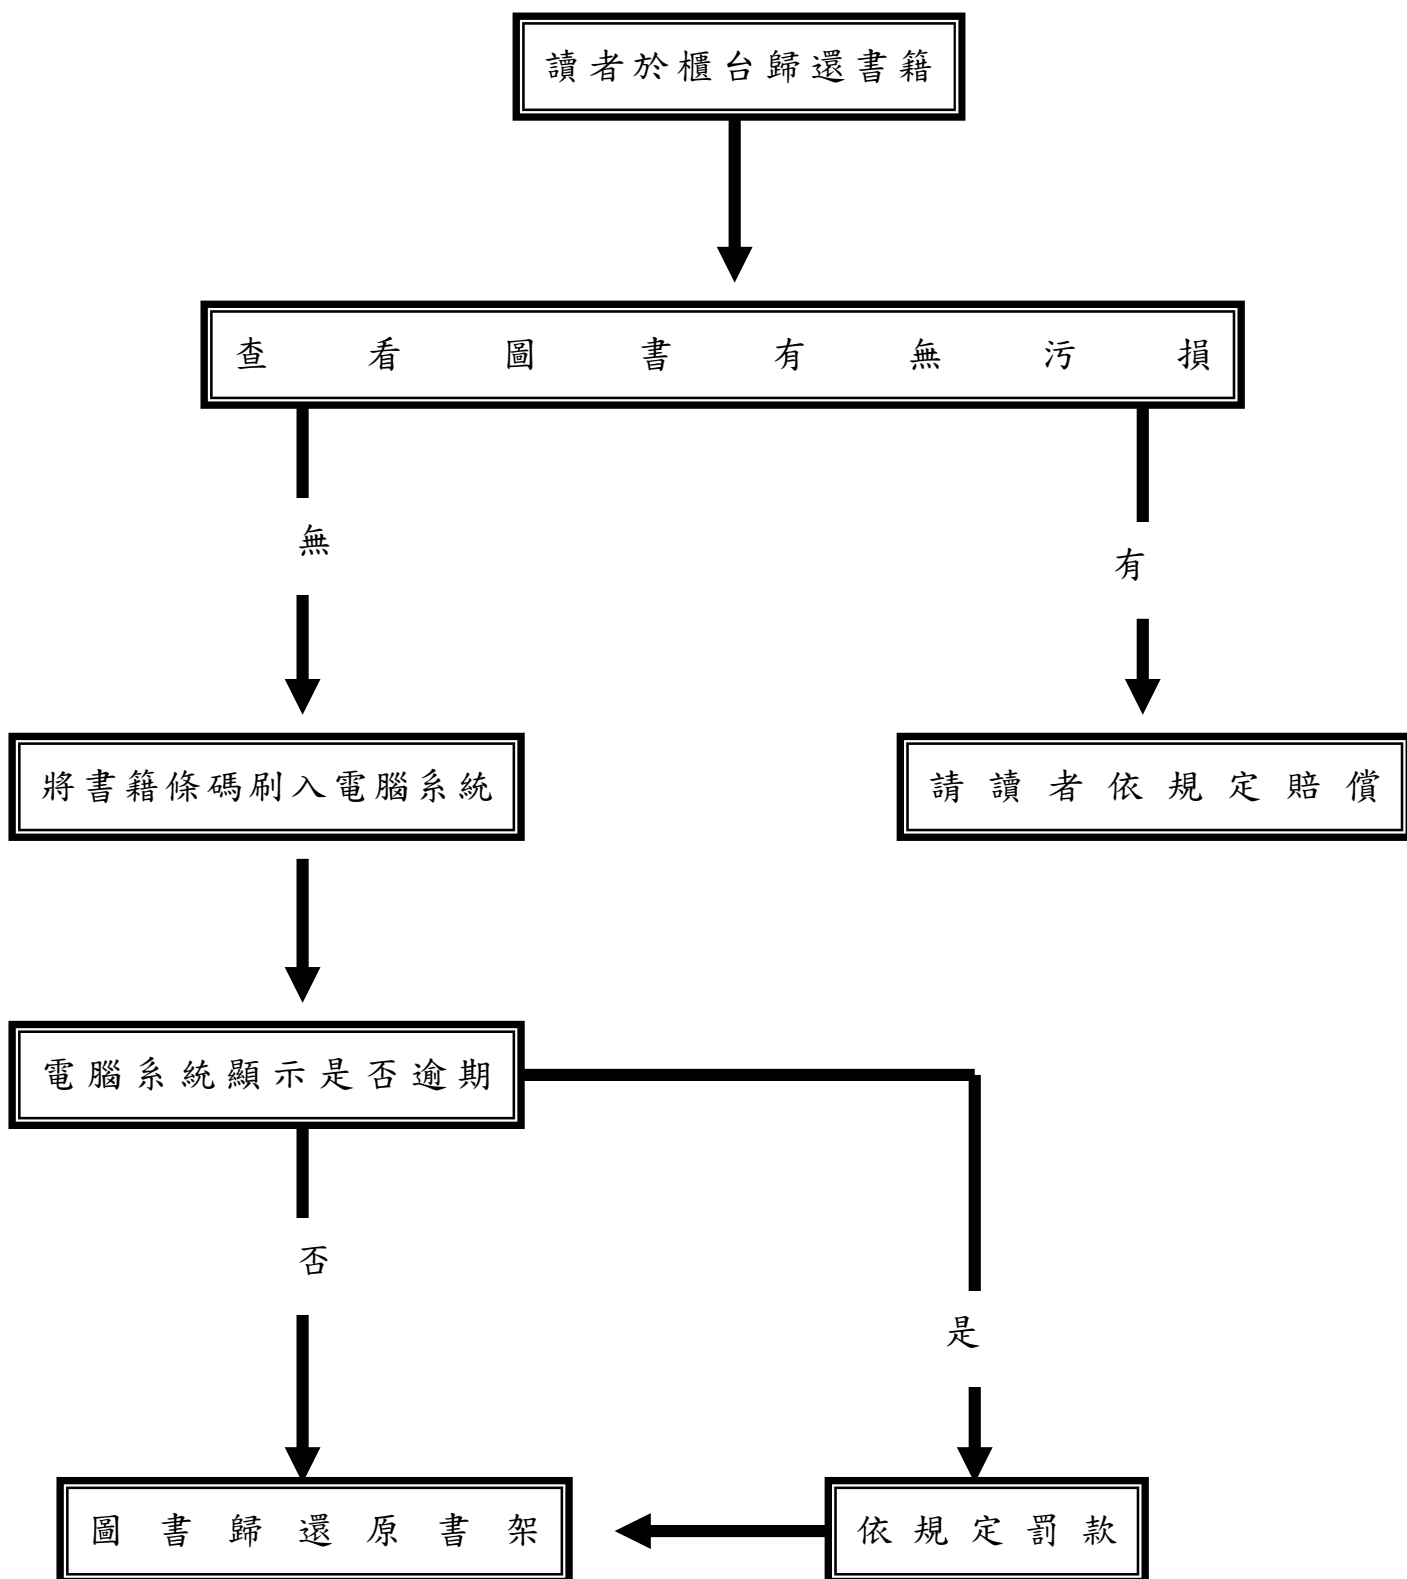 讀者於櫃台歸還書籍
查看圖書有無污損
無
有
將書籍條碼刷入電腦系統
請讀者依規定賠償
電腦系統顯示是否逾期
否
是
圖書歸還原書架
依規定罰款